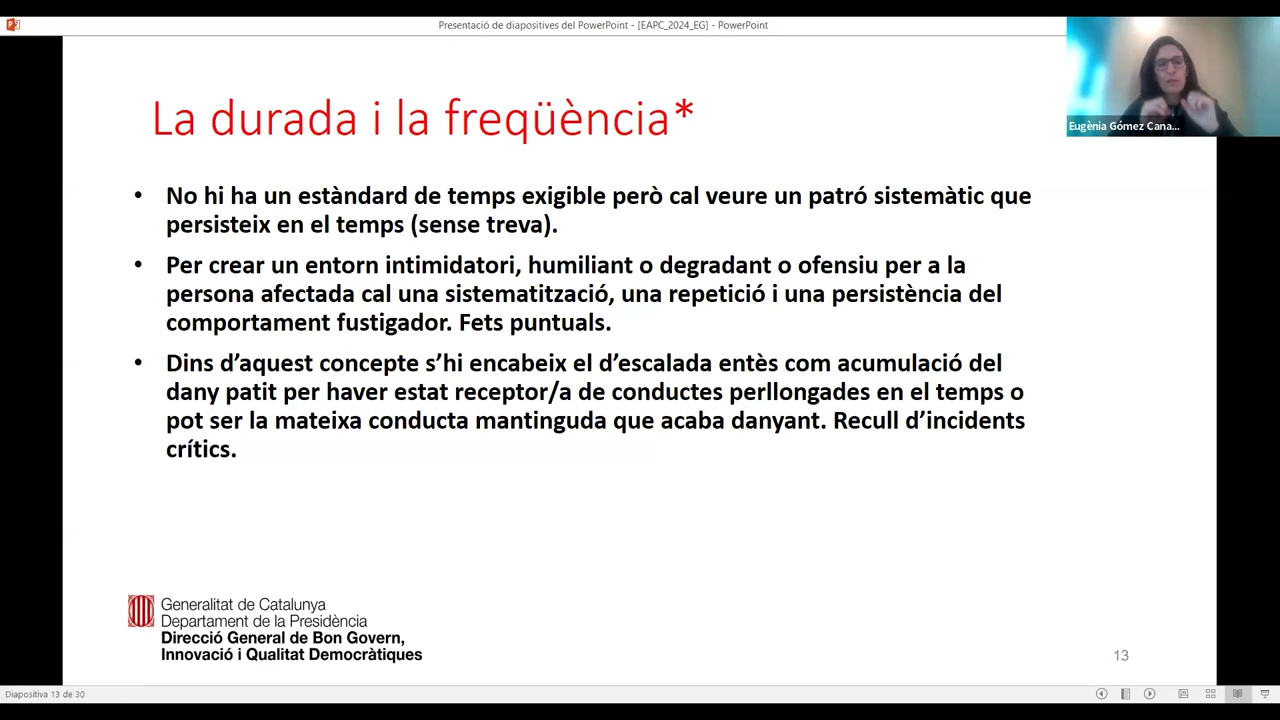 Presentació de diapositives del PowerPoint - [EAPC_2024_EG] - PowerPoint
Eugènia Gómez Cana...
La durada i la freqüència*
• No hi ha un estàndard de temps exigible però cal veure un patró sistemàtic que
persisteix en el temps (sense treva).
• Per crear un entorn intimidatori, humiliant o degradant o ofensiu per a la
persona afectada cal una sistematització, una repetició i una persistència del
comportament fustigador. Fets puntuals.
• Dins d’aquest concepte s’hi encabeix el d’escalada entès com acumulació del
dany patit per haver estat receptor/a de conductes perllongades en el temps o
pot ser la mateixa conducta mantinguda que acaba danyant. Recull d’incidents
crítics.
Generalitat de Catalunya
Departament de la Presidència
Direcció General de Bon Govern,
Innovació i Qualitat Democràtiques
13
Diapositiva 13 de 30